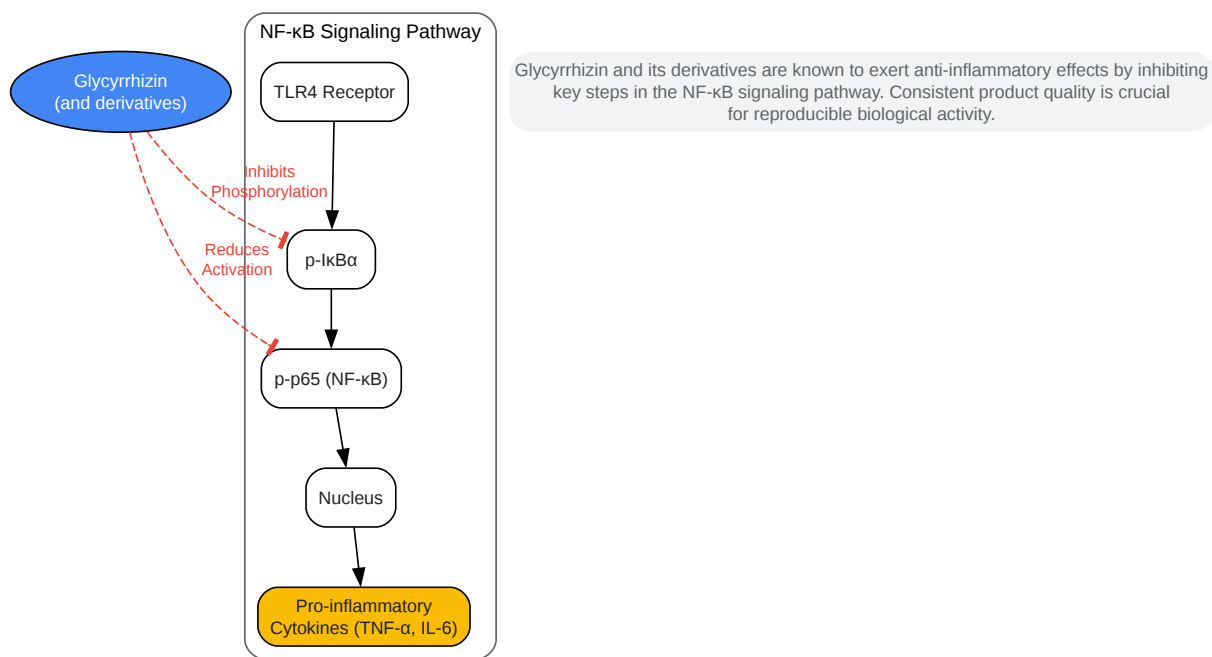 NF-κB Signaling Pathway
Glycyrrhizin
(and derivatives)
TLR4 Receptor
Glycyrrhizin and its derivatives are known to exert anti-inflammatory effects by inhibiting
key steps in the NF-κB signaling pathway. Consistent product quality is crucial
for reproducible biological activity.
Inhibits
Phosphorylation
Reduces
Activation
p-IκBα
p-p65 (NF-κB)
Nucleus
Pro-inflammatory
Cytokines (TNF-α, IL-6)